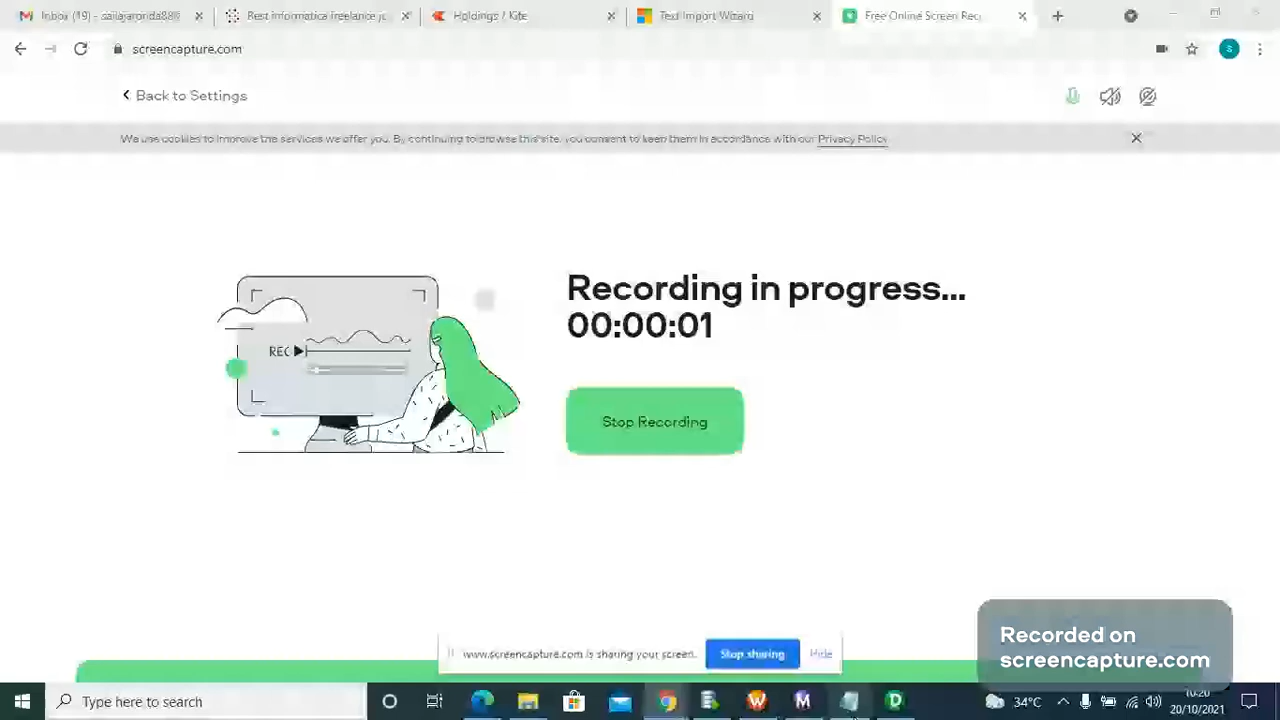 Inbox (19) - sailajaronda889
Best informatica freelance jo
Holdings / Kite
Text Import Wizard
Free Online Screen Rec
screencapture.com
S
Back to Settings
We use cookies to improve the services we offer you. By continuing to browse this site, you consent to keep them in accordance with our Privacy Policy
Recording in progress...
00:00:01
REC
Stop Recording
Recorded on
screencapture.com
www.screencapture.com is sharing your screen.
Stop sharing
Hide
Type here to search
34°C
10:20
20/10/2021